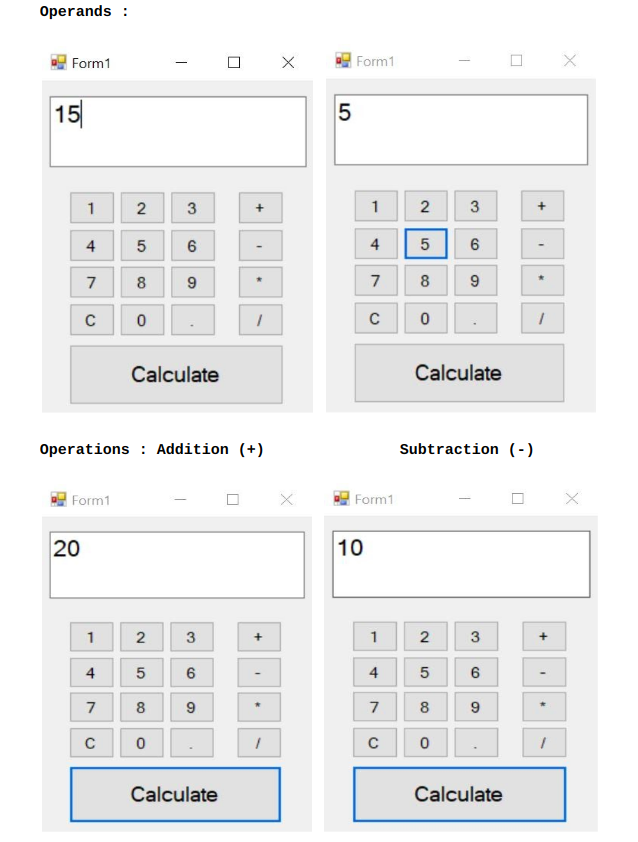 Operands :
Form1
15
1 2 3 +
4 5 6 -
7 8 9 *
C 0 . /
Calculate
Form1
5
1 2 3 +
4 5 6 -
7 8 9 *
C 0 . /
Calculate
Operations : Addition (+) Subtraction (-)
Form1
20
1 2 3 +
4 5 6 -
7 8 9 *
C 0 . /
Calculate
Form1
10
1 2 3 +
4 5 6 -
7 8 9 *
C 0 . /
Calculate